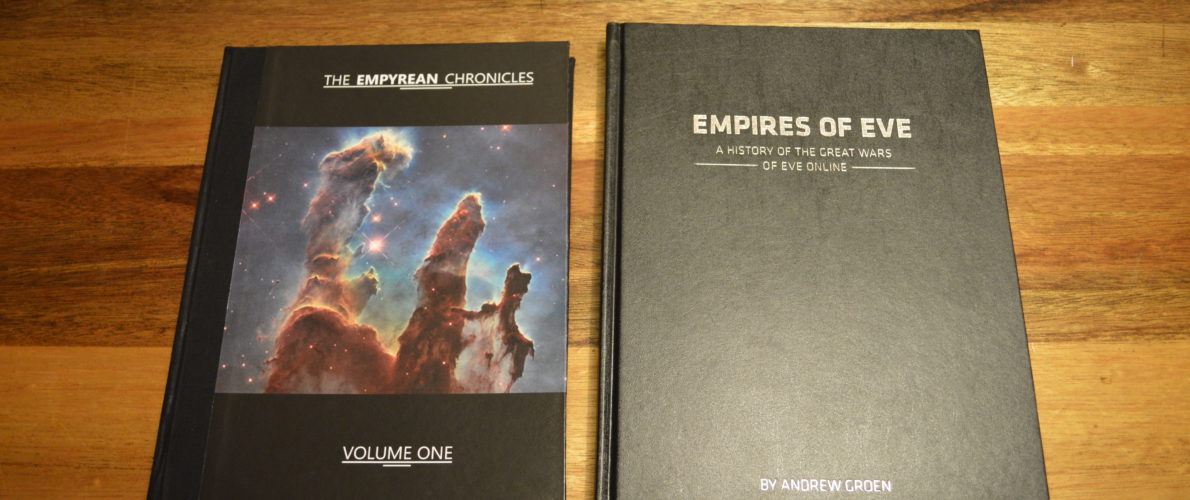 THE EMPYREAN CHRONICLES
VOLUME ONE
EMPIRES OF EVE
A HISTORY OF THE GREAT WARS
OF EVE ONLINE
BY ANDREW GROEN